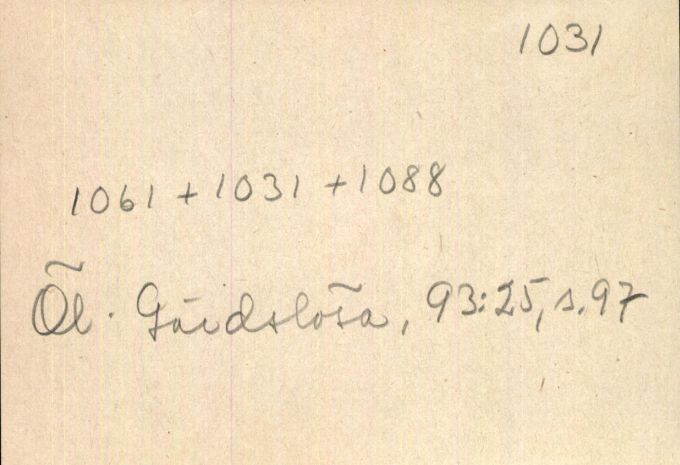 1031
1061 + 1031 + 1088
Öl. Gärdslösa, 93:25, s. 97